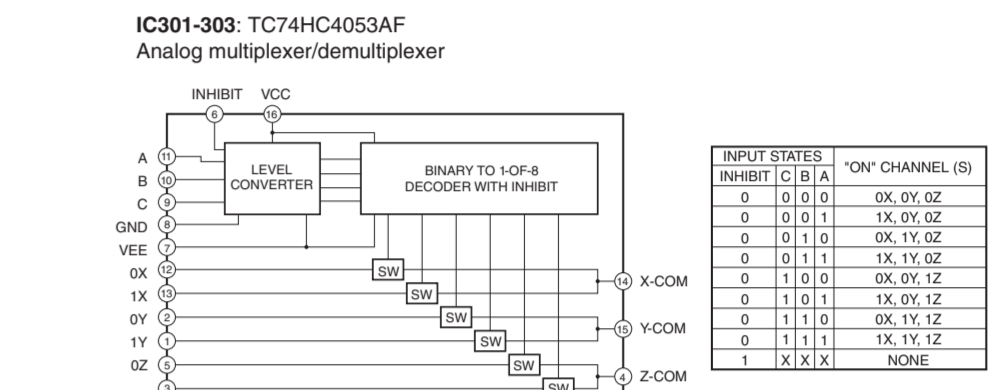 IC301-303: TC74HC4053AF
Analog multiplexer/demultiplexer
INHIBIT VCC
6 16
A 11
B 10
C 9
GND 8
VEE 7
0X 12
1X 13
0Y 2
1Y 1
0Z 5
3
LEVEL
CONVERTER
BINARY TO 1-OF-8
DECODER WITH INHIBIT
SW
SW
SW
SW
SW
SW
14 X-COM
15 Y-COM
4 Z-COM
INPUT STATES "ON" CHANNEL (S)
INHIBIT C B A
0 0 0 0 0X, 0Y, 0Z
0 0 0 1 1X, 0Y, 0Z
0 0 1 0 0X, 1Y, 0Z
0 0 1 1 1X, 1Y, 0Z
0 1 0 0 0X, 0Y, 1Z
0 1 0 1 1X, 0Y, 1Z
0 1 1 0 0X, 1Y, 1Z
0 1 1 1 1X, 1Y, 1Z
1 X X X NONE